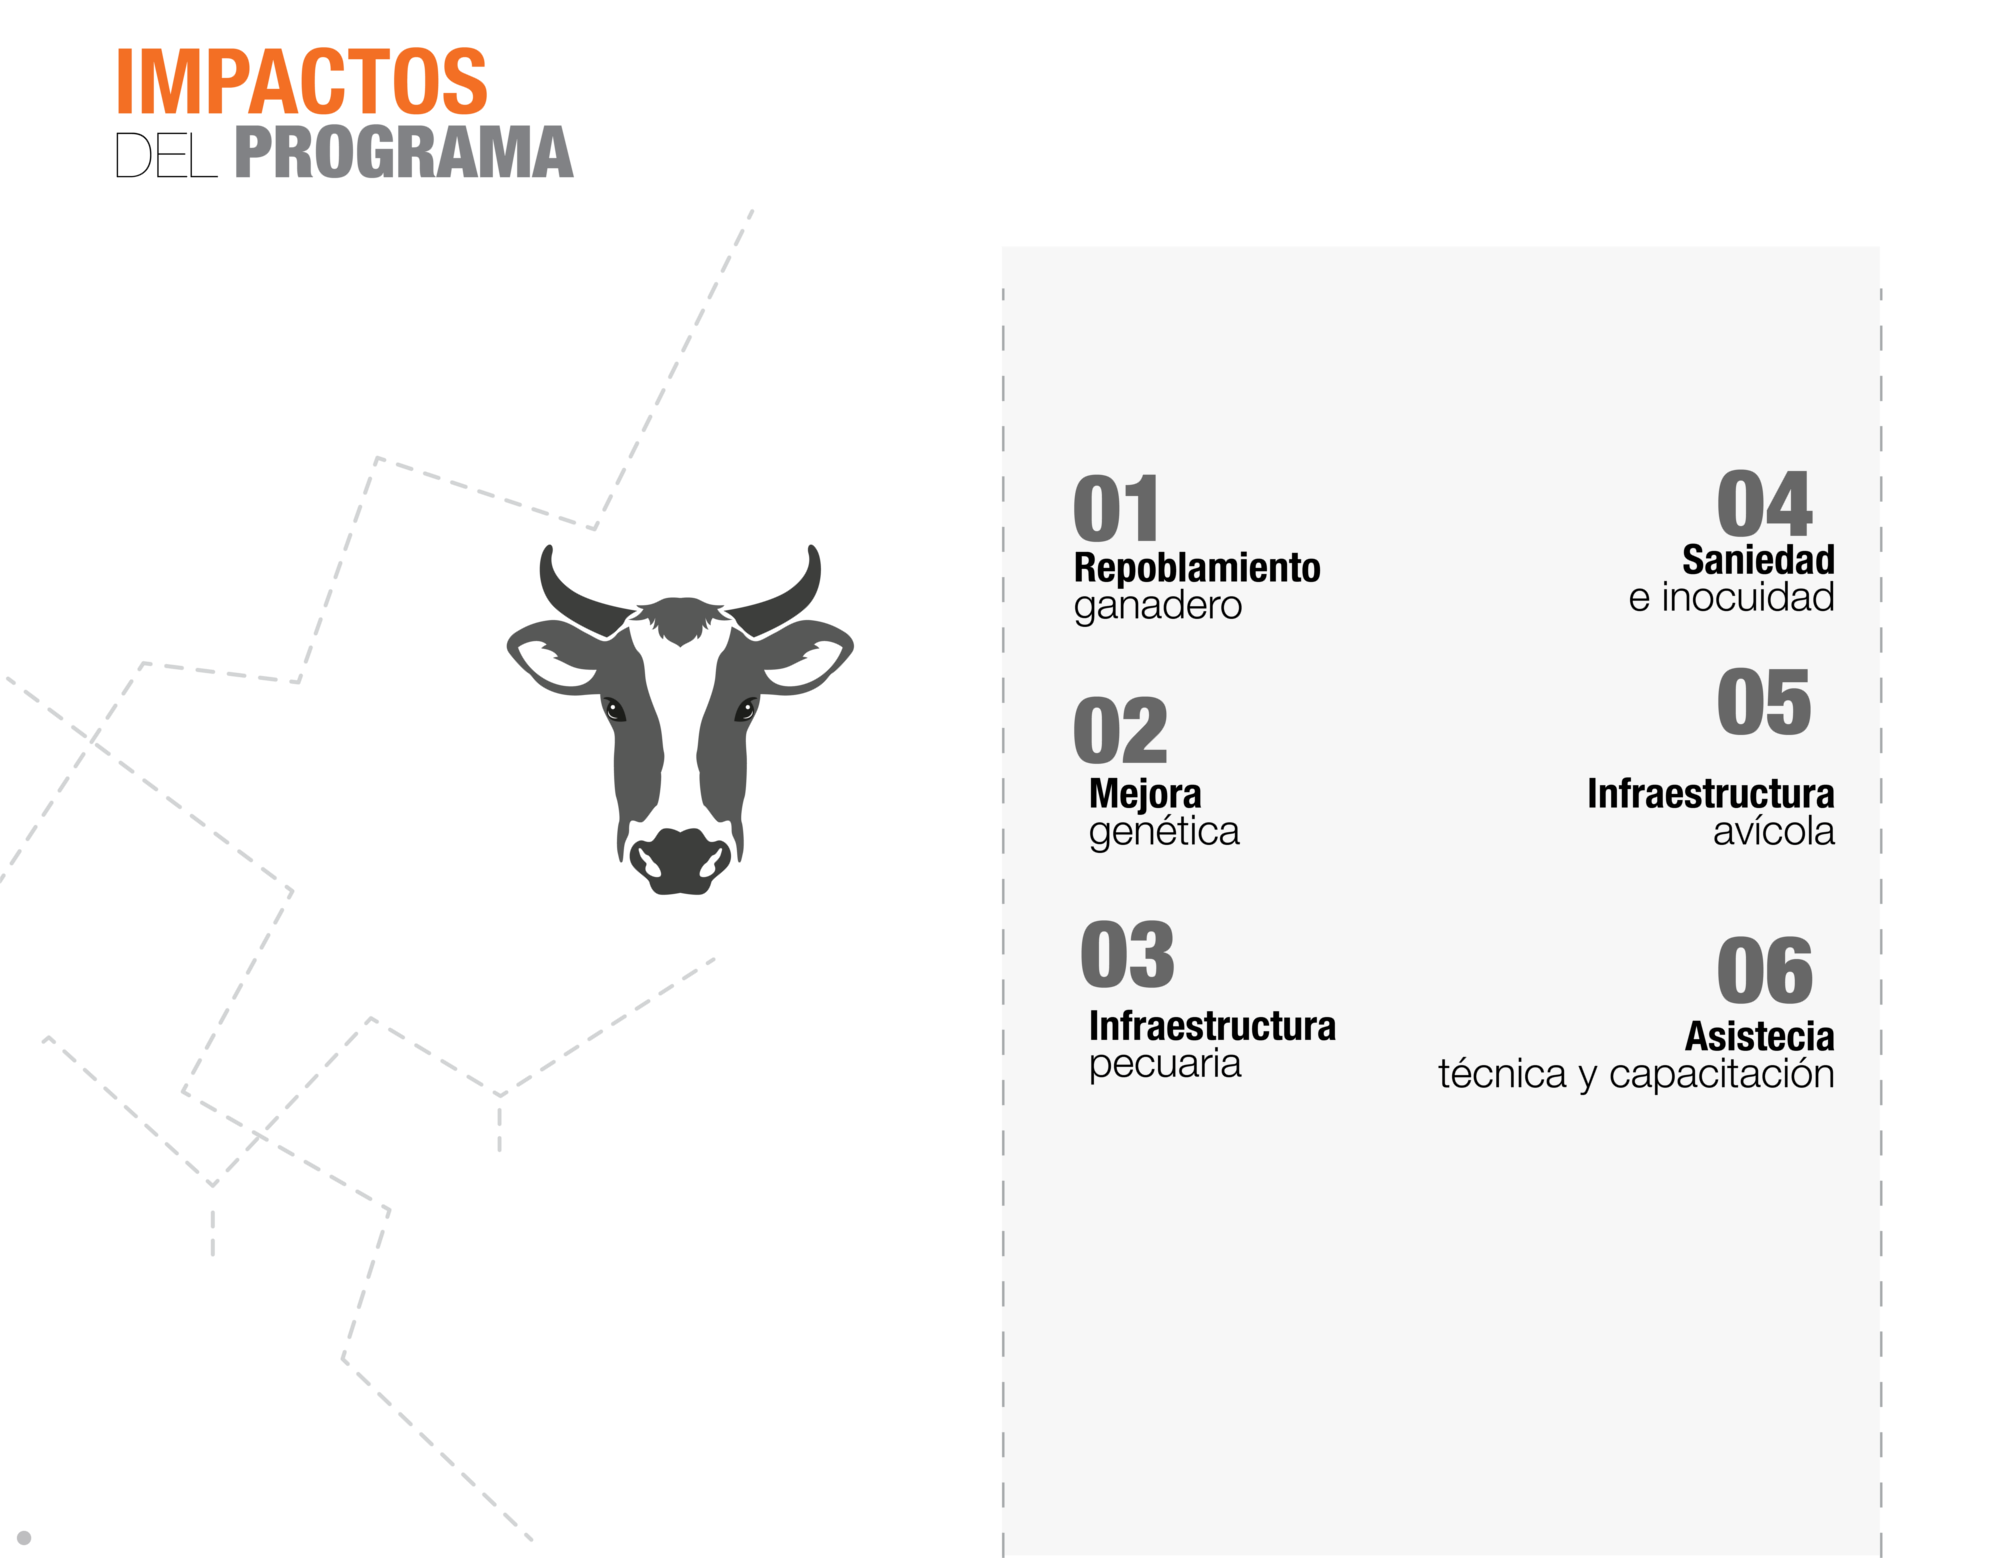 IMPACTOS
DEL PROGRAMA
01
Repoblamiento
ganadero
02
Mejora
genética
03
Infraestructura
pecuaria
04
Saniedad
e inocuidad
05
Infraestructura
avícola
06
Asistecia
técnica y capacitación